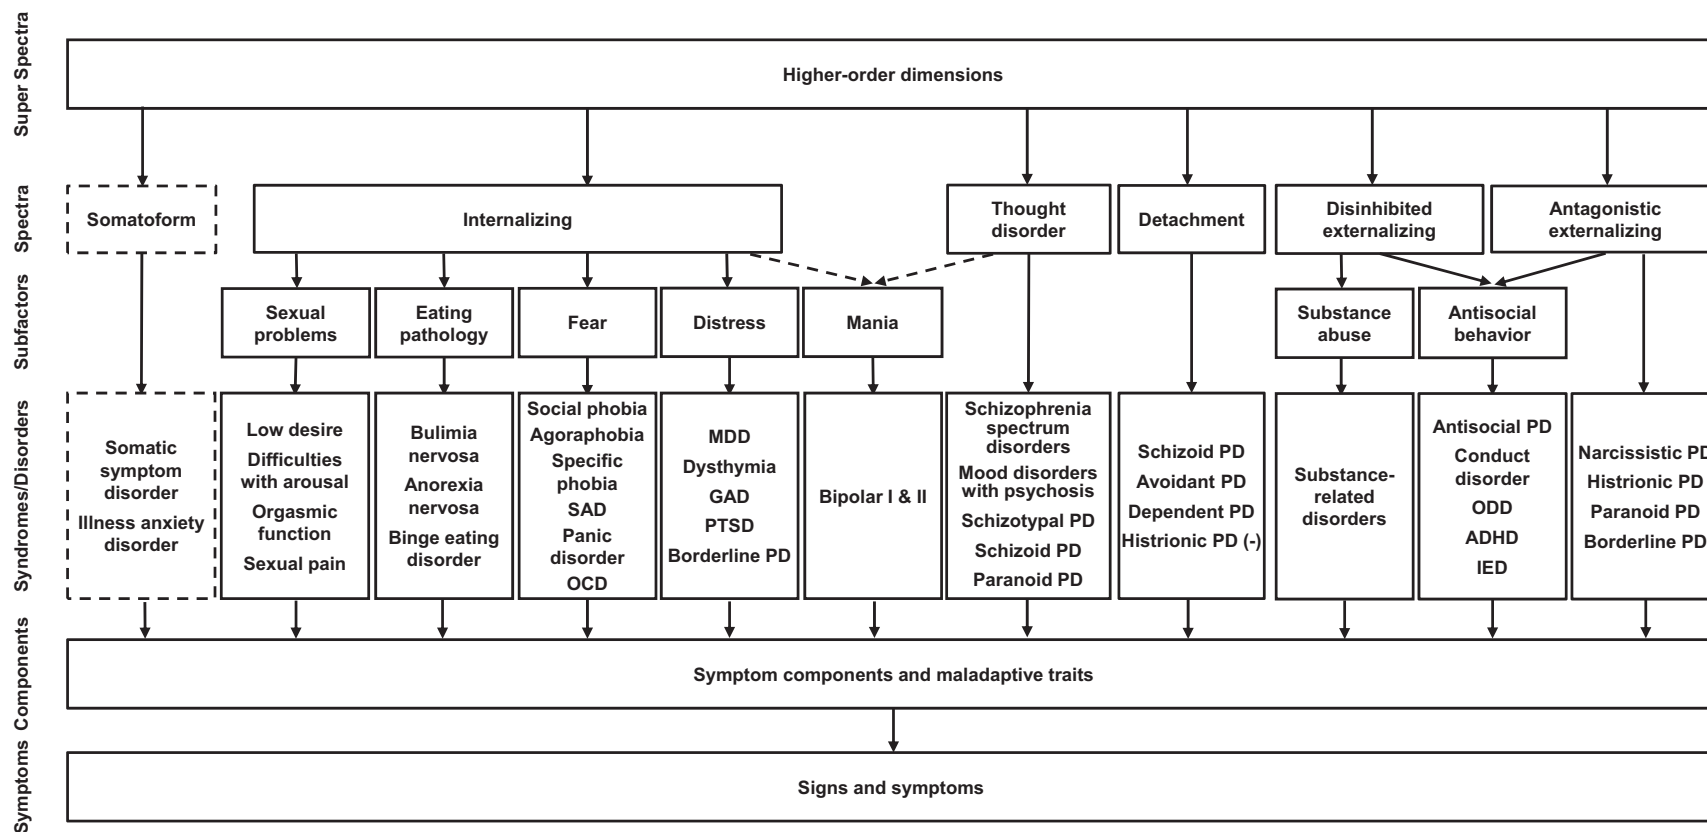 Super Spectra
Higher-order dimensions
Spectra
Somatoform
Internalizing
Thought
disorder
Detachment
Disinhibited
externalizing
Antagonistic
externalizing
Subfactors
Sexual
problems
Eating
pathology
Fear
Distress
Mania
Substance
abuse
Antisocial
behavior
Syndromes/Disorders
Somatic
symptom
disorder
Illness anxiety
disorder
Low desire
Difficulties
with arousal
Orgasmic
function
Sexual pain
Bulimia
nervosa
Anorexia
nervosa
Binge eating
disorder
Social phobia
Agoraphobia
Specific
phobia
SAD
Panic
disorder
OCD
MDD
Dysthymia
GAD
PTSD
Borderline PD
Bipolar I & II
Schizophrenia
spectrum
disorders
Mood disorders
with psychosis
Schizotypal PD
Schizoid PD
Paranoid PD
Schizoid PD
Avoidant PD
Dependent PD
Histrionic PD (-)
Substance-
related
disorders
Antisocial PD
Conduct
disorder
ODD
ADHD
IED
Narcissistic PD
Histrionic PD
Paranoid PD
Borderline PD
Components
Symptom components and maladaptive traits
Symptoms
Signs and symptoms